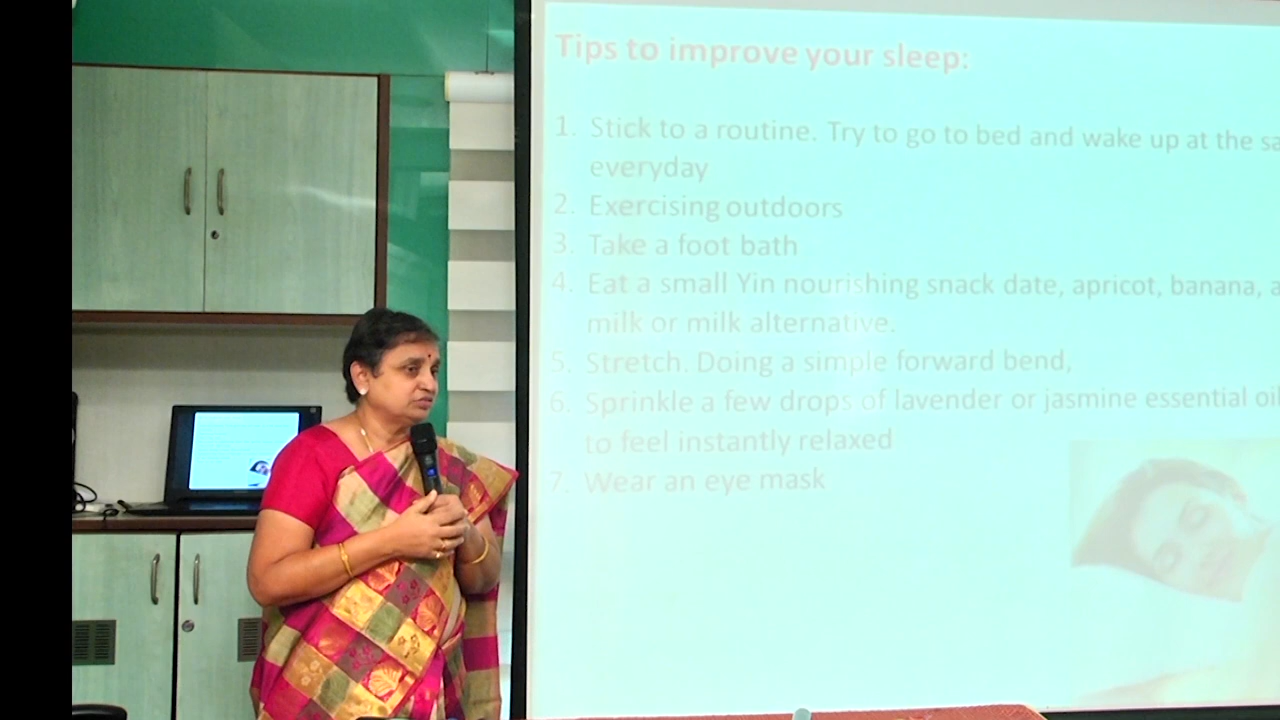 Tips to improve your sleep:
1. Stick to a routine. Try to go to bed and wake up at the
everyday
2. Exercising outdoors
3. Take a foot bath
4. Eat a small Yin nourishing snack date, apricot, banana,
milk or milk alternative.
5. Stretch. Doing a simple forward bend,
6. Sprinkle a few drops of lavender or jasmine essential
to feel instantly relaxed
7. Wear an eye mask